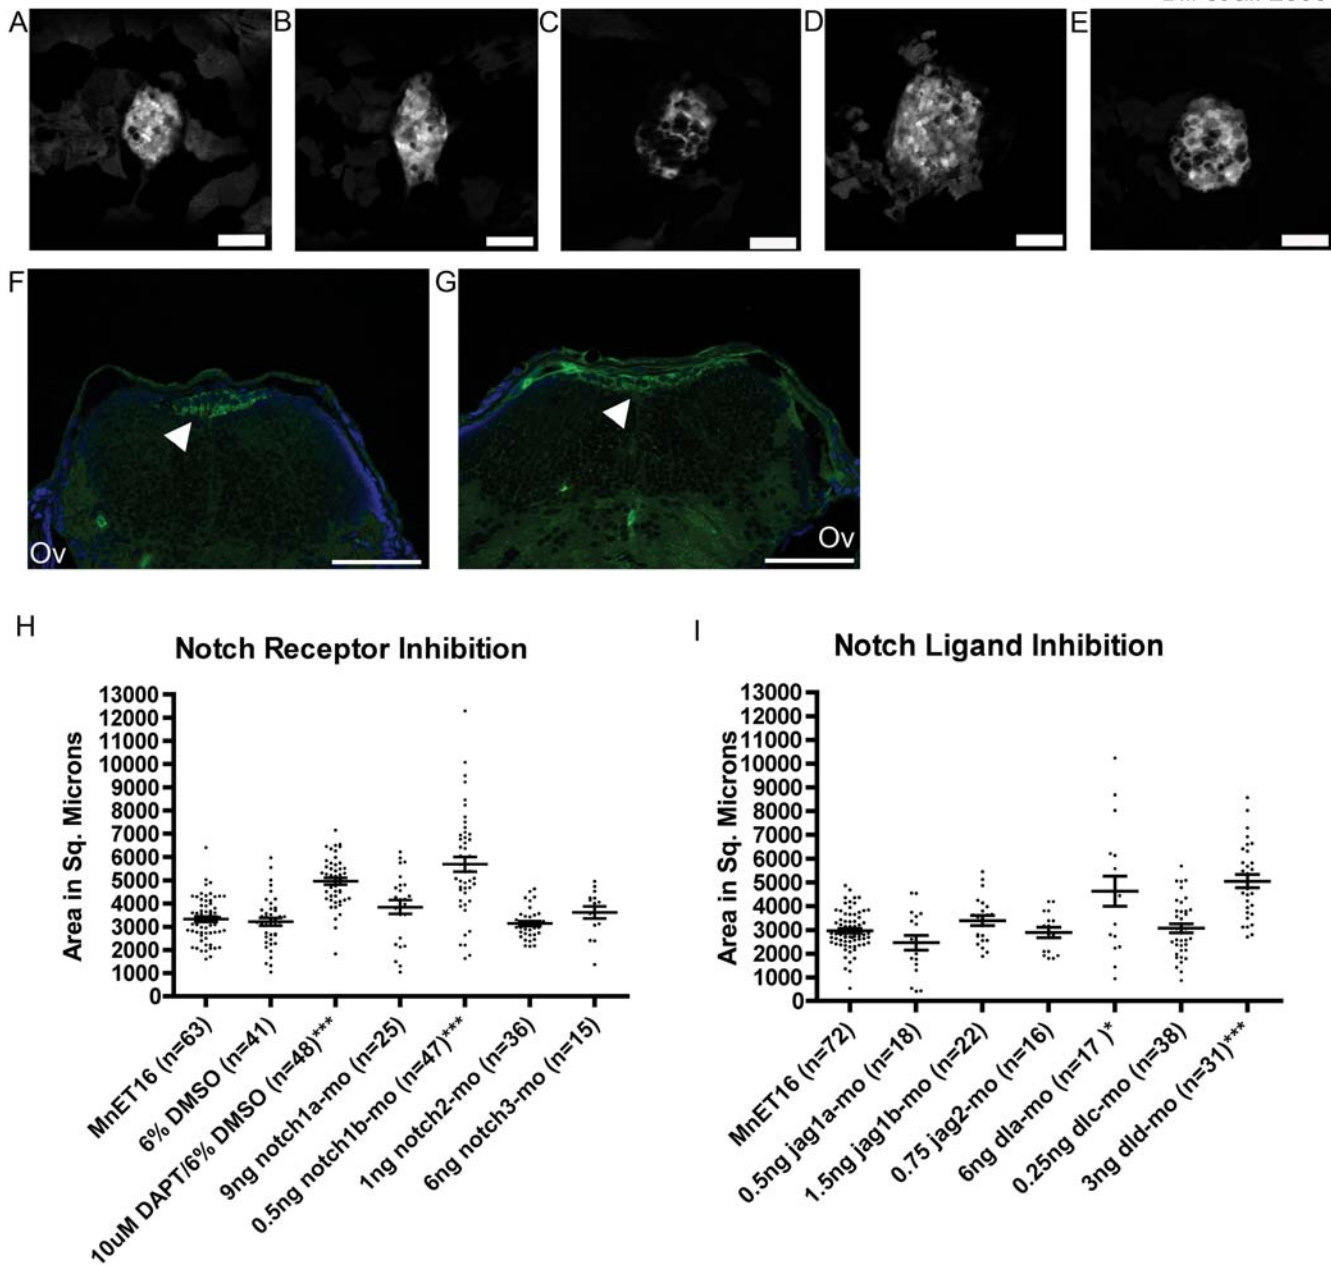 A B C D E
F G
Ov Ov
H
Notch Receptor Inhibition
Area in Sq. Microns
13000
12000
11000
10000
9000
8000
7000
6000
5000
4000
3000
2000
1000
0
MnET16 (n=63)
6% DMSO (n=41)
10uM DAPT/6% DMSO (n=48)***
9ng notch1a-mo (n=25)
0.5ng notch1b-mo (n=47)***
1ng notch2-mo (n=36)
6ng notch3-mo (n=15)
I
Notch Ligand Inhibition
Area in Sq. Microns
13000
12000
11000
10000
9000
8000
7000
6000
5000
4000
3000
2000
1000
0
MnET16 (n=72)
0.5ng jag1a-mo (n=18)
1.5ng jag1b-mo (n=22)
0.75 jag2-mo (n=16)
6ng dla-mo (n=17 )*
0.25ng dlc-mo (n=38)
3ng dld-mo (n=31)***